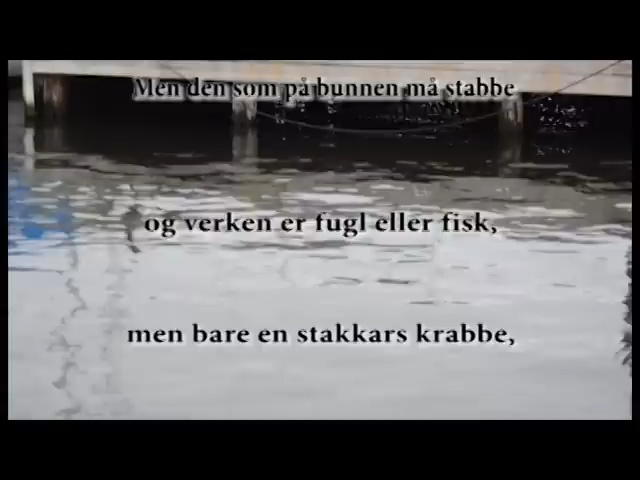 Men den som på bunnen må stabbe
og verken er fugl eller fisk,
men bare en stakkars krabbe,